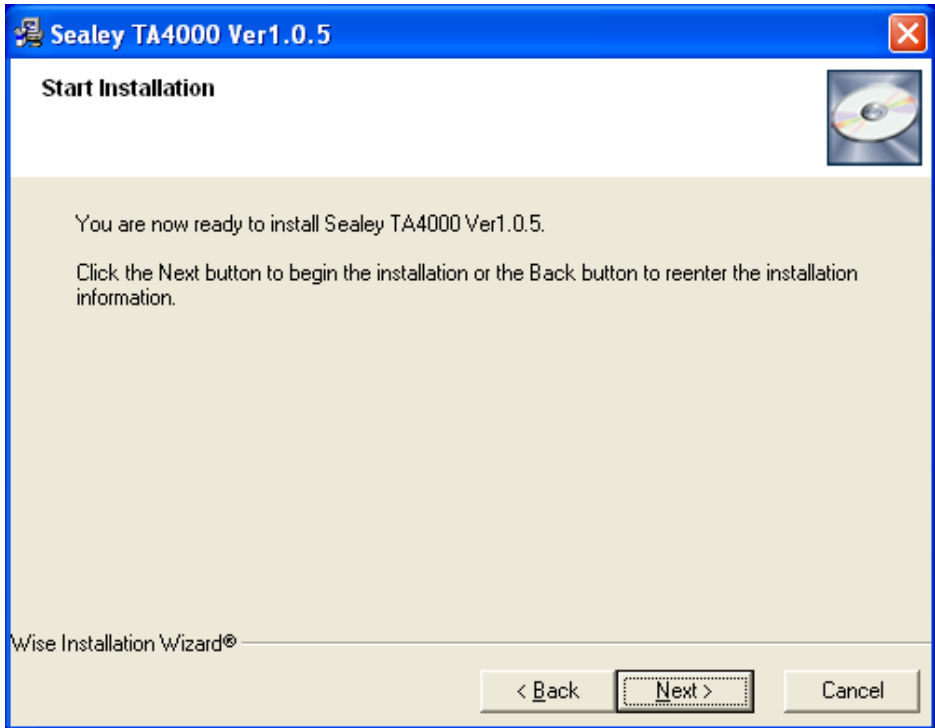 Sealey TA4000 Ver1.0.5
Start Installation
You are now ready to install Sealey TA4000 Ver1.0.5.
Click the Next button to begin the installation or the Back button to reenter the installation
information.
Wise Installation Wizard®
< Back
Next >
Cancel